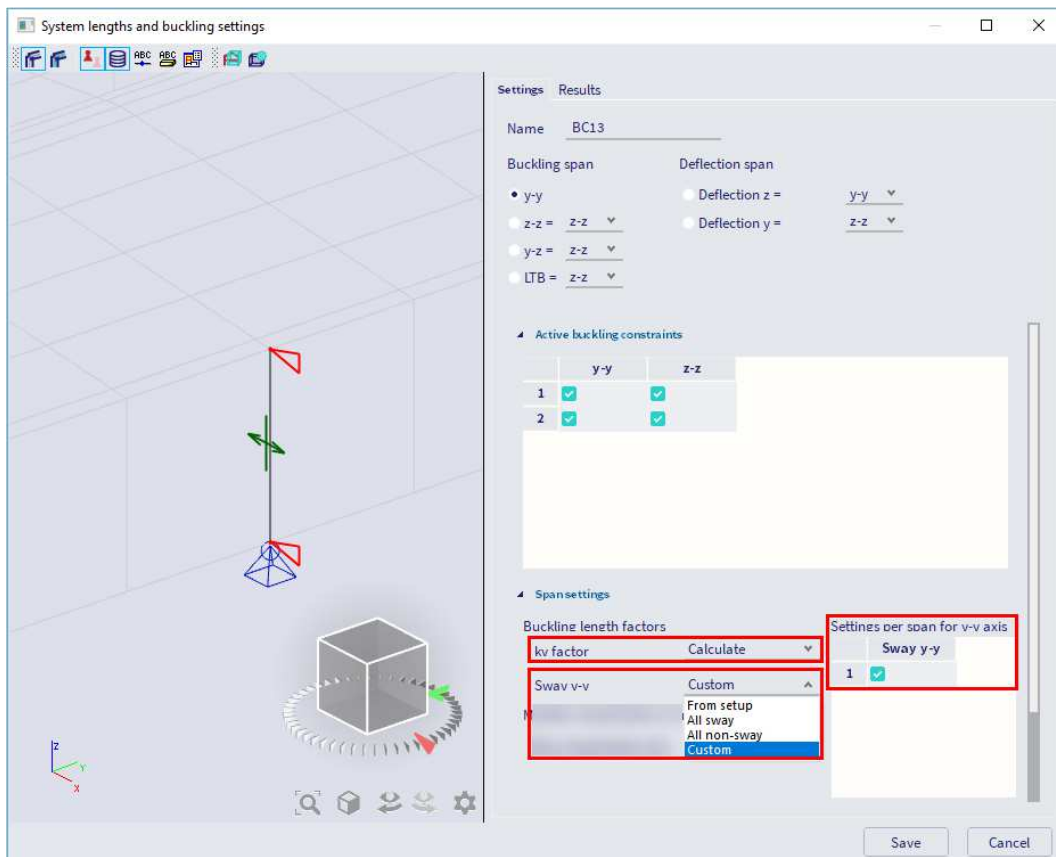 System lengths and buckling settings
ABC ABC
Settings Results
Name BC13
Buckling span Deflection span
y-y Deflection z = y-y
z-z = z-z Deflection y = z-z
y-z = z-z
LTB = z-z
Active buckling constraints
y-y z-z
1
2
Span settings
Buckling length factors
ky factor Calculate
Sway y-y Custom
From setup
All sway
All non-sway
Custom
Settings per span for y-y axis
Sway y-y
1
z
y
x
Save Cancel